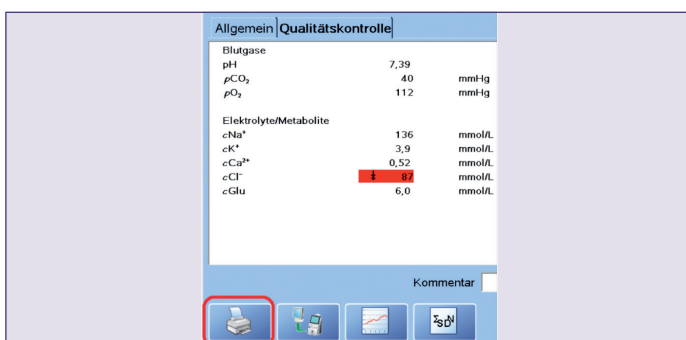 Allgemein Qualitätskontrolle
Blutgase
pH 7,39
pCO₂ 40 mmHg
pO₂ 112 mmHg
Elektrolyte/Metabolite
cNa⁺ 136 mmol/L
cK⁺ 3,9 mmol/L
cCa²⁺ 0,52 mmol/L
cCl⁻ ⇟ 87 mmol/L
cGlu 6,0 mmol/L
Kommentar
ΣSDN